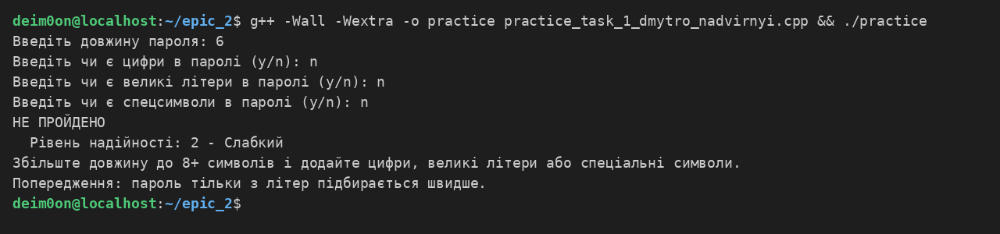 deim0on@localhost:~/epic_2$ g++ -Wall -Wextra -o practice practice_task_1_dmytro_nadvirnyi.cpp && ./practice
Введіть довжину пароля: 6
Введіть чи є цифри в паролі (y/n): n
Введіть чи є великі літери в паролі (y/n): n
Введіть чи є спецсимволи в паролі (y/n): n
НЕ ПРОЙДЕНО
  Рівень надійності: 2 - Слабкий
Збільште довжину до 8+ символів і додайте цифри, великі літери або спеціальні символи.
Попередження: пароль тільки з літер підбирається швидше.
deim0on@localhost:~/epic_2$